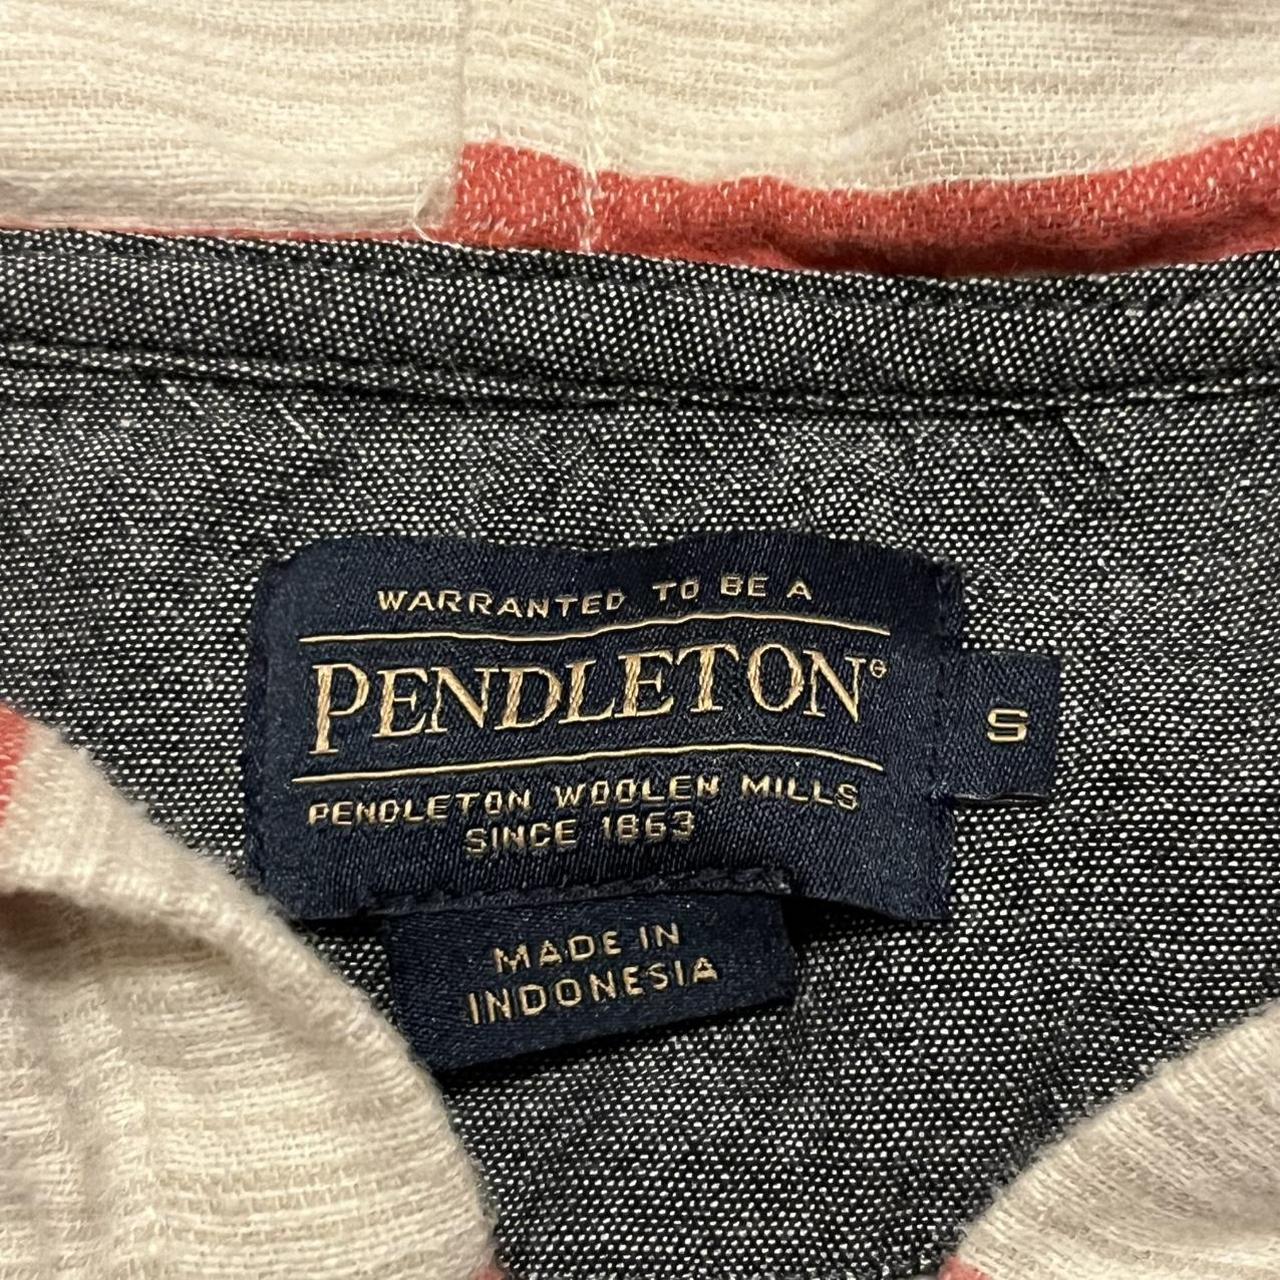 WARRANTED TO BE A
PENDLETON®
S
PENDLETON WOOLEN MILLS
SINCE 1863
MADE IN
INDONESIA